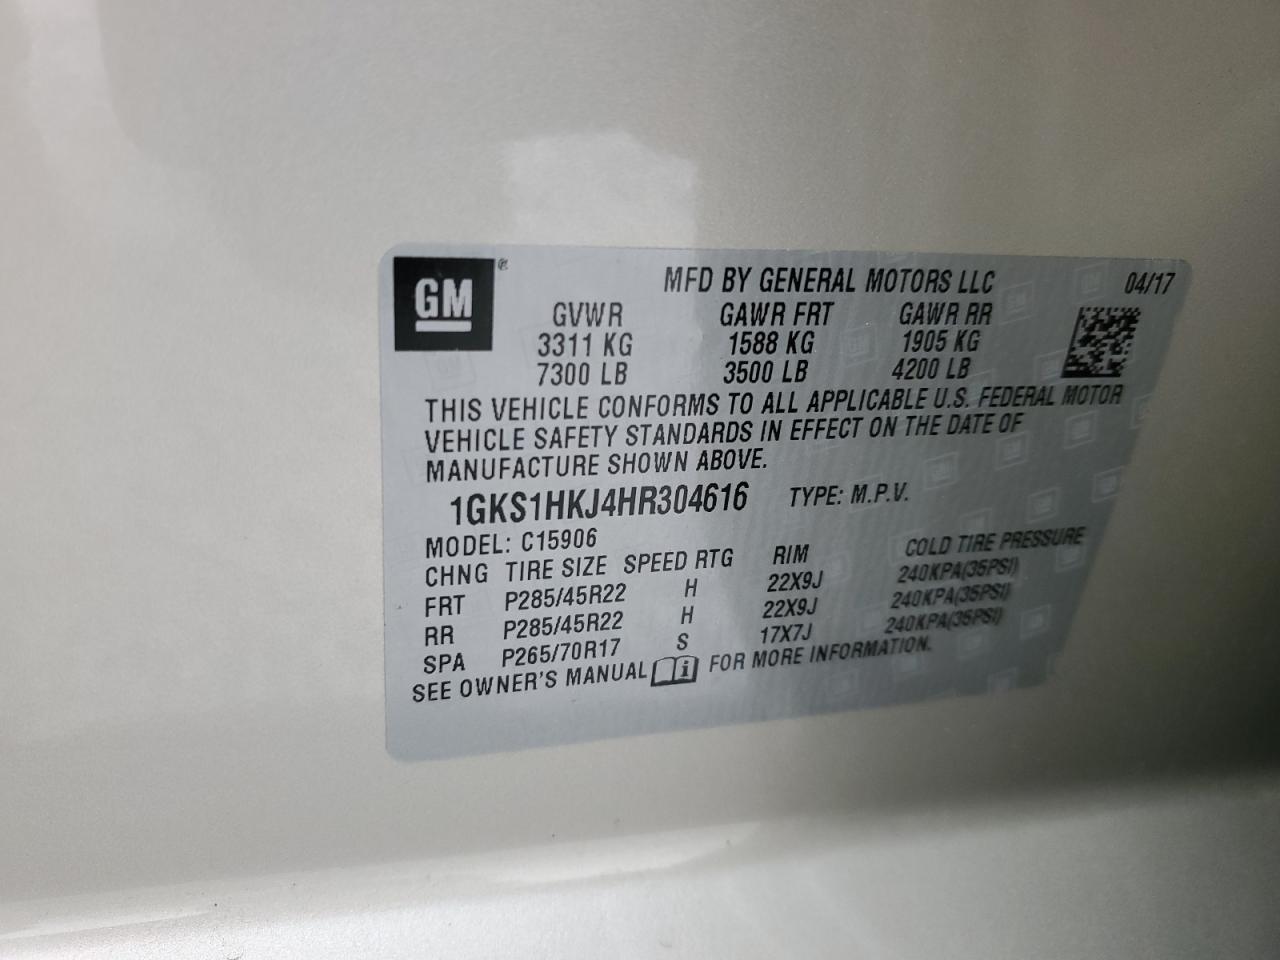 GM ® MFD BY GENERAL MOTORS LLC 04/17
GVWR GAWR FRT GAWR RR
3311 KG 1588 KG 1905 KG
7300 LB 3500 LB 4200 LB
THIS VEHICLE CONFORMS TO ALL APPLICABLE U.S. FEDERAL MOTOR
VEHICLE SAFETY STANDARDS IN EFFECT ON THE DATE OF
MANUFACTURE SHOWN ABOVE.
1GKS1HKJ4HR304616 TYPE: M.P.V.
MODEL: C15906
CHNG TIRE SIZE SPEED RTG RIM COLD TIRE PRESSURE
FRT P285/45R22 H 22X9J 240KPA(35PSI)
RR P285/45R22 H 22X9J 240KPA(35PSI)
SPA P265/70R17 S 17X7J 240KPA(35PSI)
SEE OWNER'S MANUAL i FOR MORE INFORMATION.